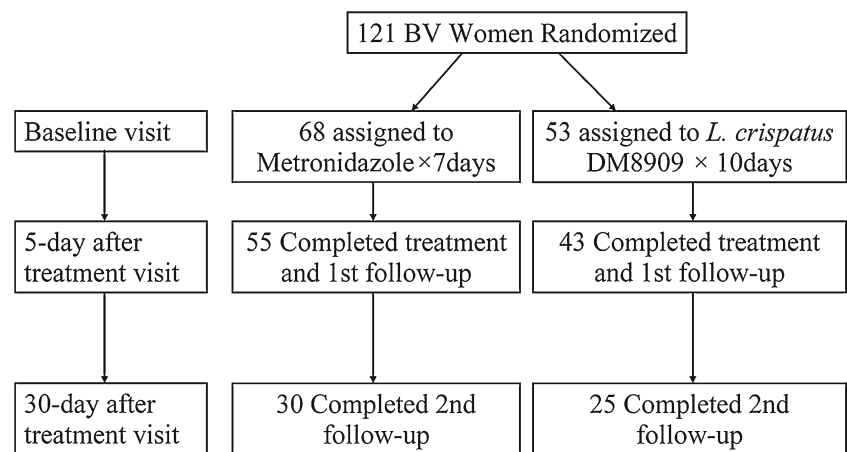 121 BV Women Randomized
Baseline visit
68 assigned to
Metronidazole×7days
53 assigned to L. crispatus
DM8909 × 10days
5-day after
treatment visit
55 Completed treatment
and 1st follow-up
43 Completed treatment
and 1st follow-up
30-day after
treatment visit
30 Completed 2nd
follow-up
25 Completed 2nd
follow-up